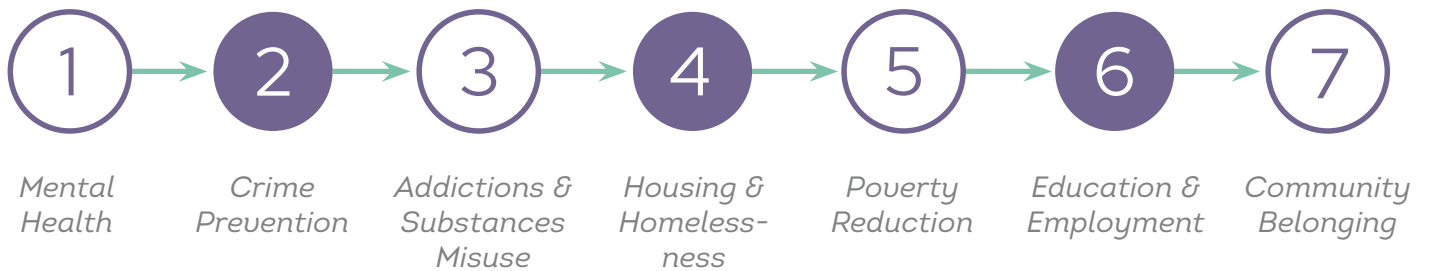 1
2
3
4
5
6
7
Mental
Health
Crime
Prevention
Addictions &
Substances
Misuse
Housing &
Homeless-
ness
Poverty
Reduction
Education &
Employment
Community
Belonging